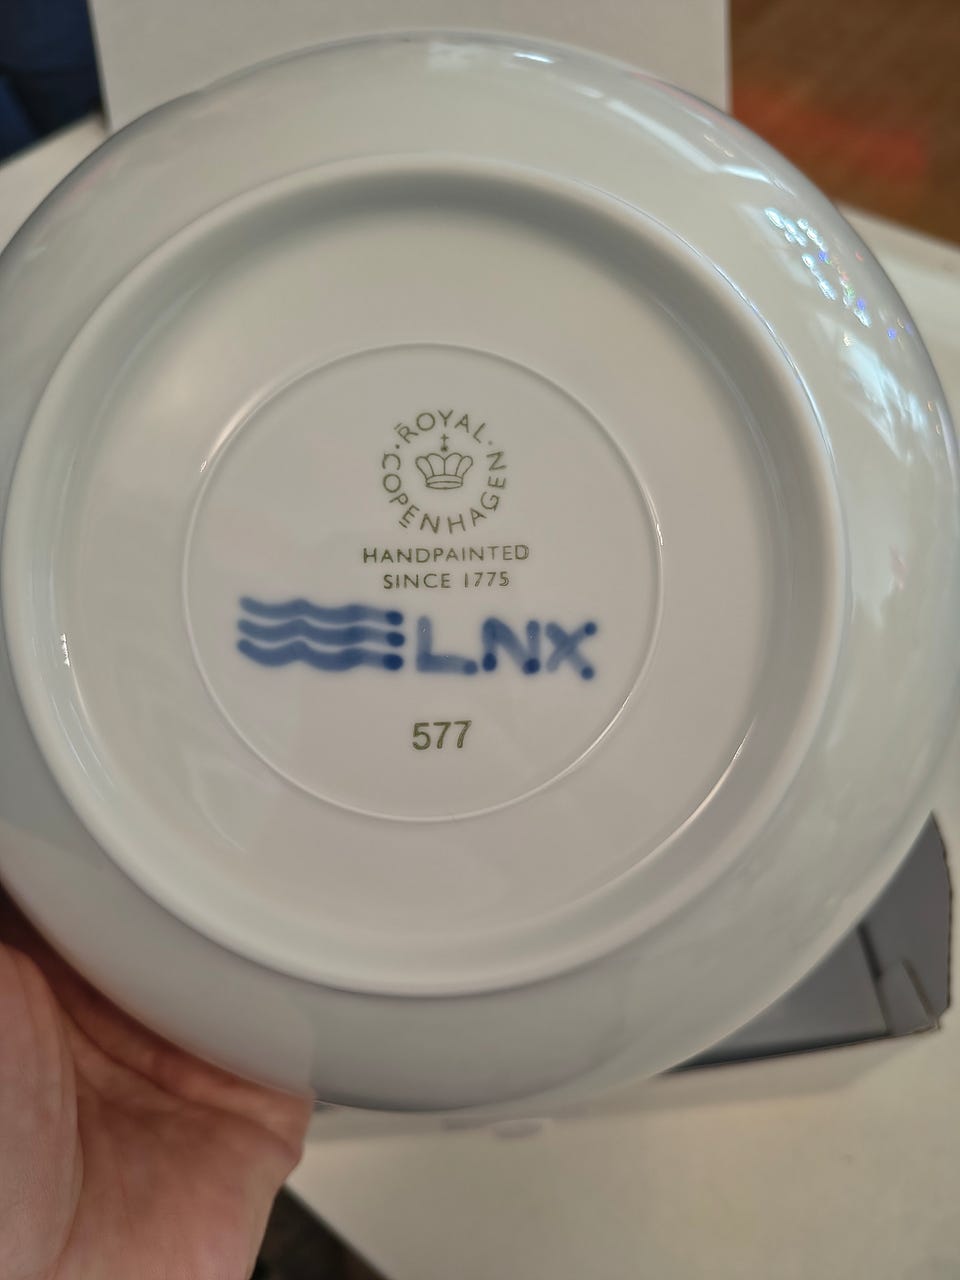 ROYAL COPENHAGEN
HANDPAINTED
SINCE 1775
LNX
577